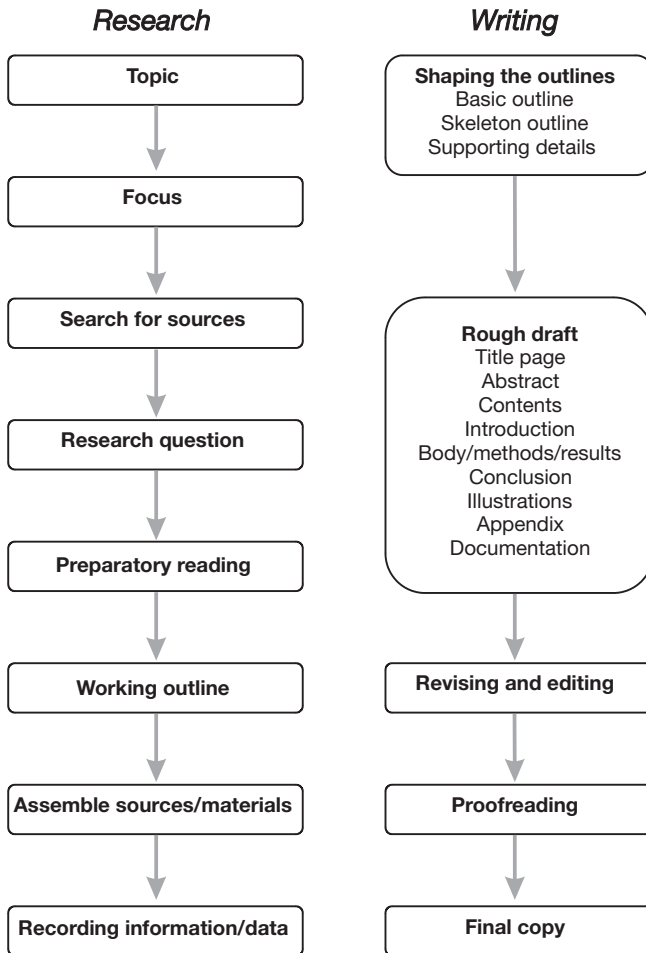 Research
Topic
Focus
Search for sources
Research question
Preparatory reading
Working outline
Assemble sources/materials
Recording information/data
Writing
Shaping the outlines
Basic outline
Skeleton outline
Supporting details
Rough draft
Title page
Abstract
Contents
Introduction
Body/methods/results
Conclusion
Illustrations
Appendix
Documentation
Revising and editing
Proofreading
Final copy